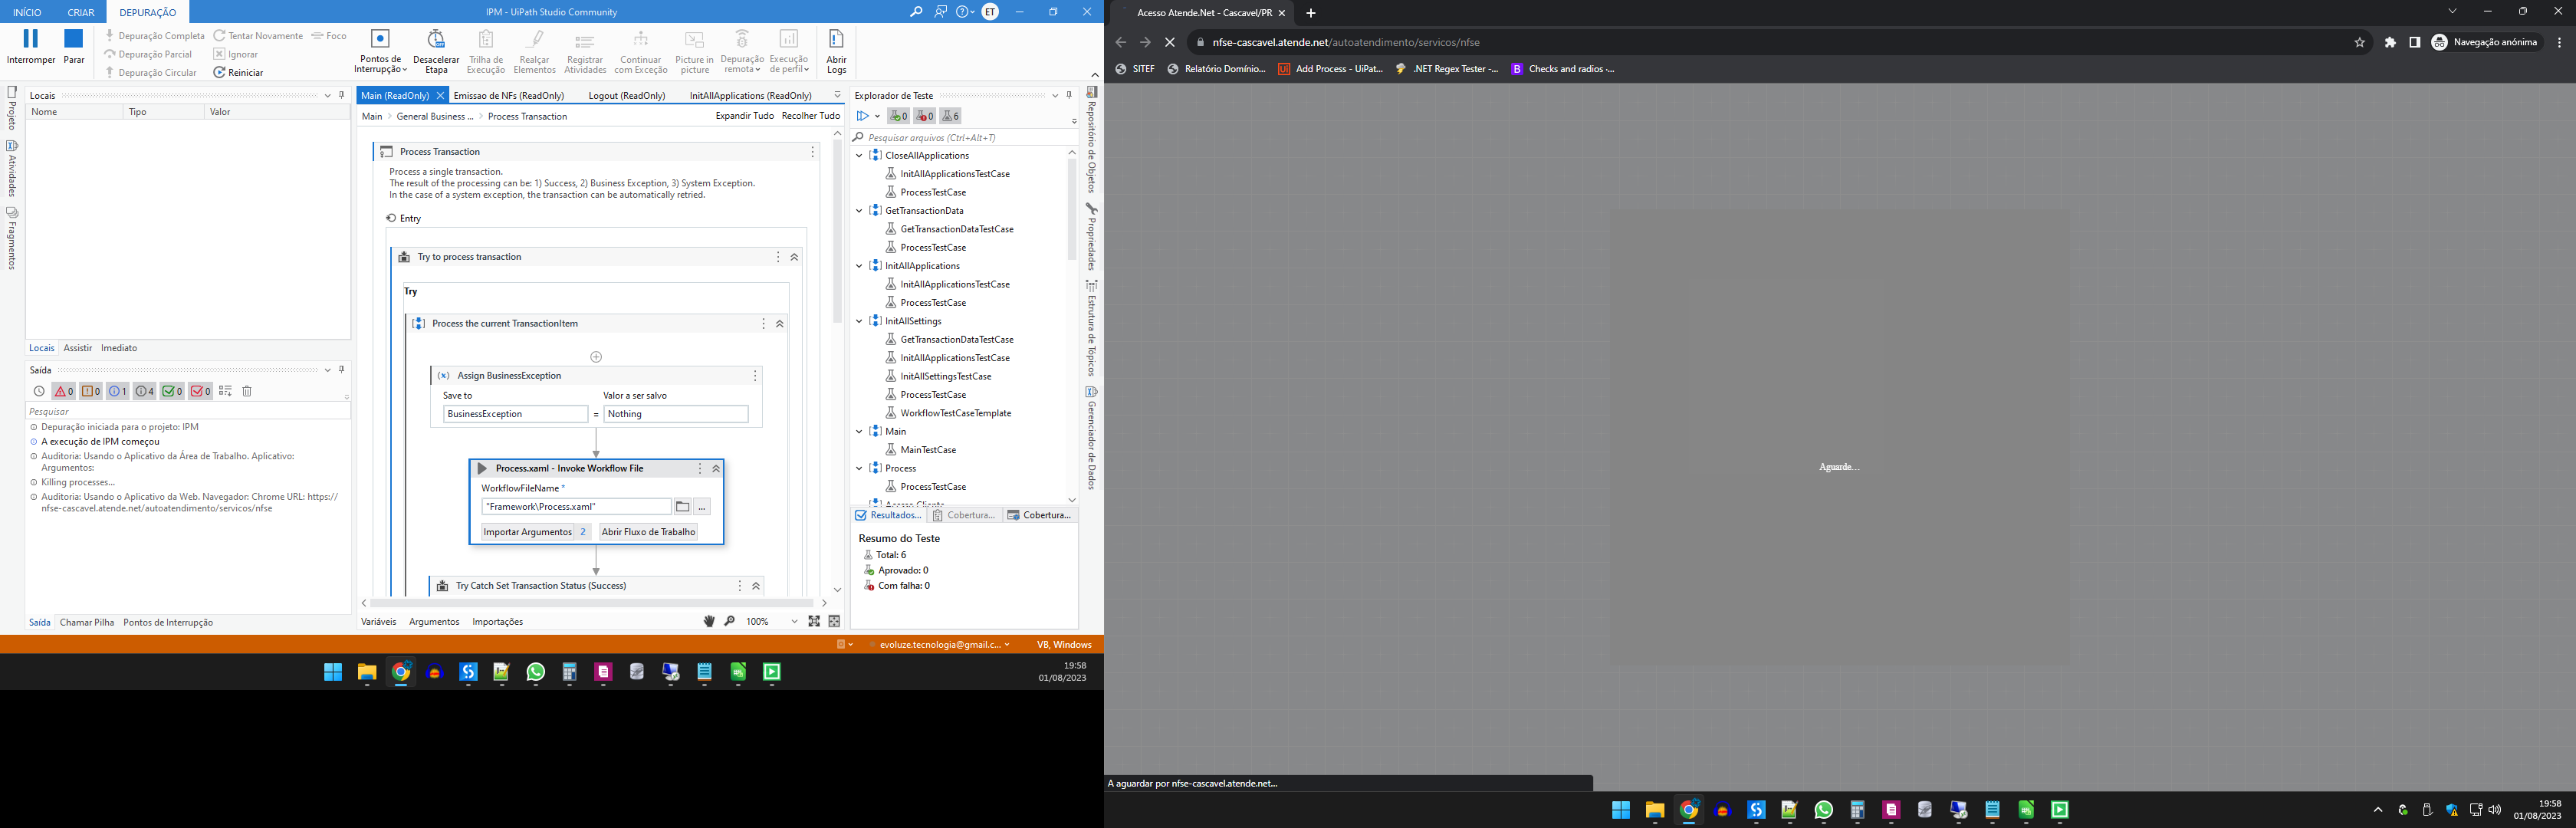 INÍCIO CRIAR DEPURAÇÃO IPM - UiPath Studio Community ET
Interromper Parar
Depuração Completa Tentar Novamente Foco
Depuração Parcial Ignorar
Depuração Circular Reiniciar
Pontos de Interrupção Desacelerar Etapa Trilha de Execução Realçar Elementos Registrar Atividades Continuar com Exceção Picture in picture Depuração remota Execução de perfil Abrir Logs
Projeto
Atividades
Fragmentos
Locais
Nome Tipo Valor
Locais Assistir Imediato
Saída
0 0 1 4 0 0
Pesquisar
Depuração iniciada para o projeto: IPM
A execução de IPM começou
Auditoria: Usando o Aplicativo da Área de Trabalho. Aplicativo:
Argumentos:
Killing processes...
Auditoria: Usando o Aplicativo da Web. Navegador: Chrome URL: https://
nfse-cascavel.atende.net/autoatendimento/servicos/nfse
Saída Chamar Pilha Pontos de Interrupção
Main (ReadOnly) Emissao de NFs (ReadOnly) Logout (ReadOnly) InitAllApplications (ReadOnly)
Main > General Business ... > Process Transaction Expandir Tudo Recolher Tudo
Process Transaction
Process a single transaction.
The result of the processing can be: 1) Success, 2) Business Exception, 3) System Exception.
In the case of a system exception, the transaction can be automatically retried.
Entry
Try to process transaction
Try
Process the current TransactionItem
(x) Assign BusinessException
Save to Valor a ser salvo
BusinessException = Nothing
Process.xaml - Invoke Workflow File
WorkflowFileName *
"Framework\Process.xaml" ...
Importar Argumentos 2 Abrir Fluxo de Trabalho
Try Catch Set Transaction Status (Success)
Variáveis Argumentos Importações 100%
Explorador de Teste
0 0 6
Pesquisar arquivos (Ctrl+Alt+T)
CloseAllApplications
InitAllApplicationsTestCase
ProcessTestCase
GetTransactionData
GetTransactionDataTestCase
ProcessTestCase
InitAllApplications
InitAllApplicationsTestCase
ProcessTestCase
InitAllSettings
GetTransactionDataTestCase
InitAllApplicationsTestCase
InitAllSettingsTestCase
ProcessTestCase
WorkflowTestCaseTemplate
Main
MainTestCase
Process
ProcessTestCase
Resultados... Cobertura... Cobertura...
Resumo do Teste
Total: 6
Aprovado: 0
Com falha: 0
Repositório de Objetos
Propriedades
Estrutura de Tópicos
Gerenciador de Dados
evoluze.tecnologia@gmail.c... VB, Windows
19:58
01/08/2023
Acesso Atende.Net - Cascavel/PR
nfse-cascavel.atende.net/autoatendimento/servicos/nfse Navegação anónima
SITEF Relatório Domínio... Ui Add Process - UiPat... .NET Regex Tester -... B Checks and radios ·...
Aguarde...
A aguardar por nfse-cascavel.atende.net...
19:58
01/08/2023